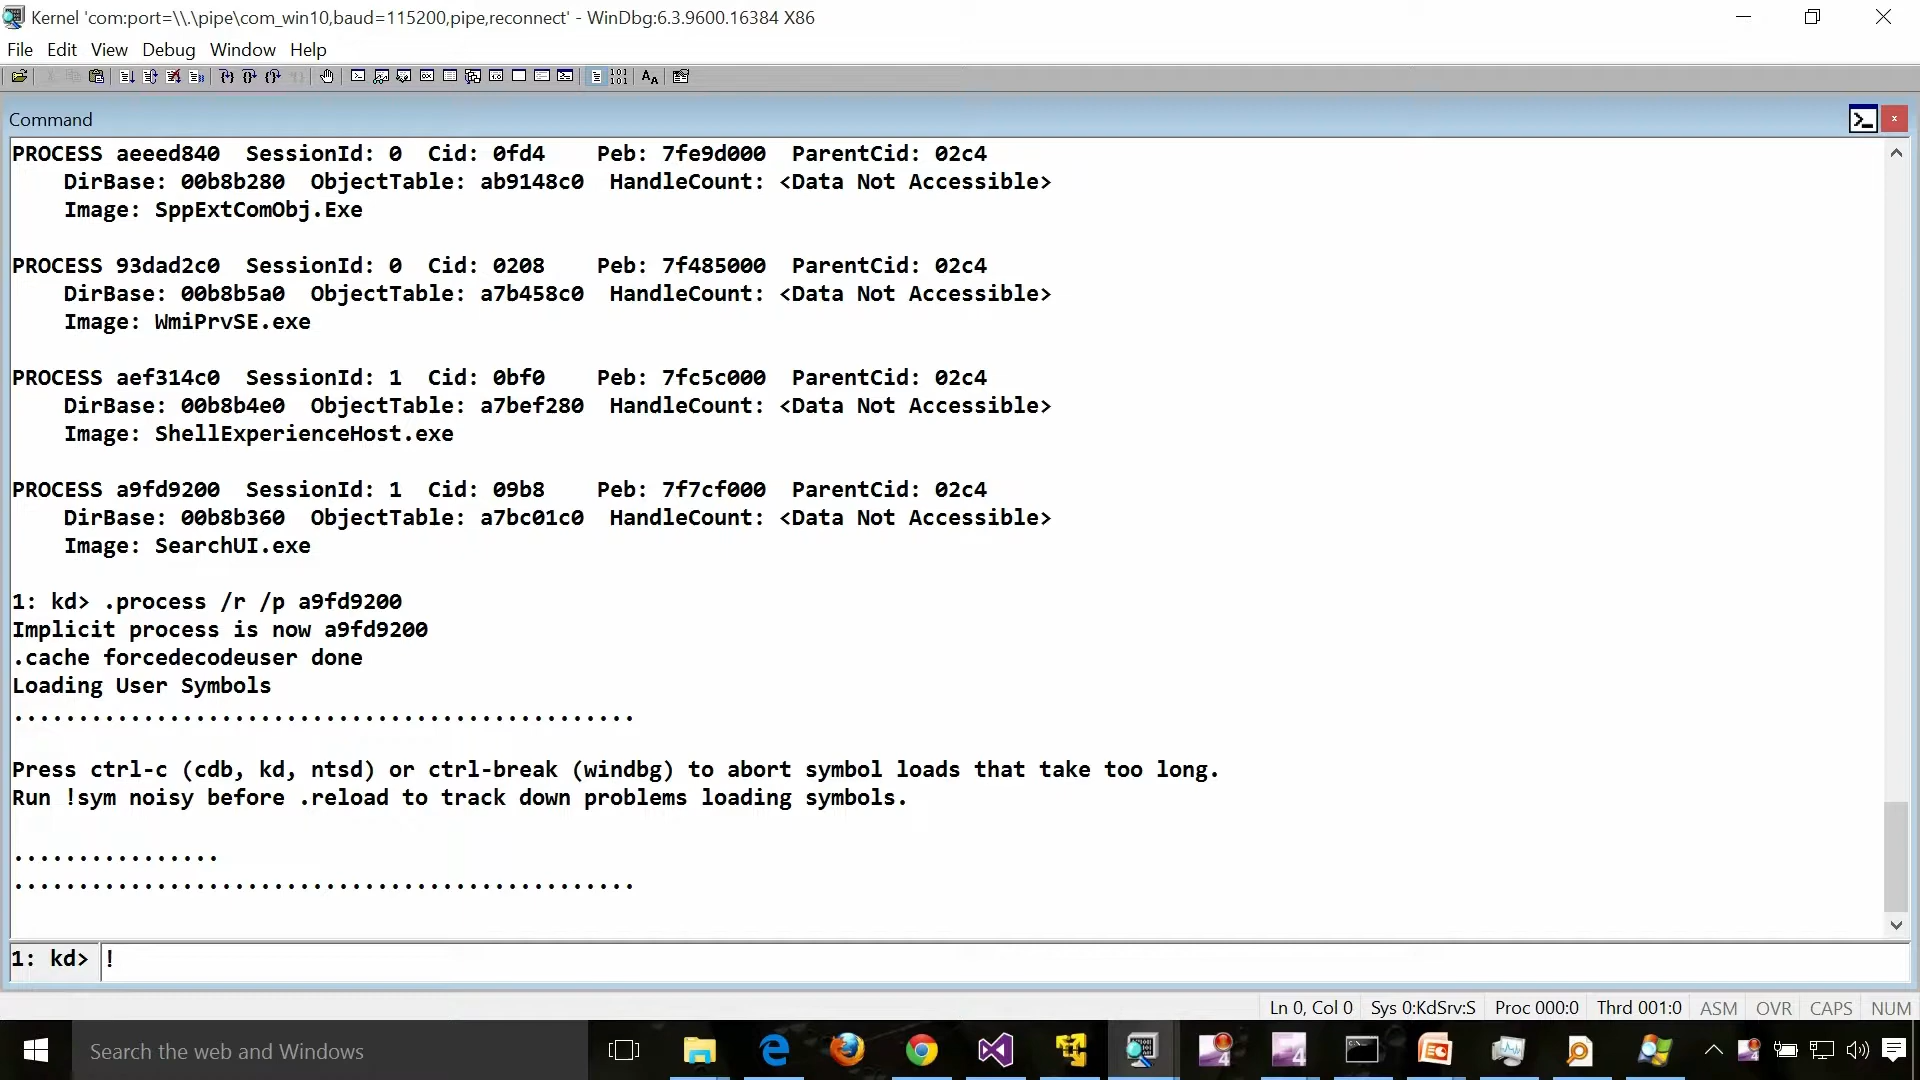 Kernel 'com:port=\\.\pipe\com_win10,baud=115200,pipe,reconnect' - WinDbg:6.3.9600.16384 X86
File Edit View Debug Window Help
Command
PROCESS aeeed840  SessionId: 0  Cid: 0fd4    Peb: 7fe9d000  ParentCid: 02c4
    DirBase: 00b8b280  ObjectTable: ab9148c0  HandleCount: <Data Not Accessible>
    Image: SppExtComObj.Exe
PROCESS 93dad2c0  SessionId: 0  Cid: 0208    Peb: 7f485000  ParentCid: 02c4
    DirBase: 00b8b5a0  ObjectTable: a7b458c0  HandleCount: <Data Not Accessible>
    Image: WmiPrvSE.exe
PROCESS aef314c0  SessionId: 1  Cid: 0bf0    Peb: 7fc5c000  ParentCid: 02c4
    DirBase: 00b8b4e0  ObjectTable: a7bef280  HandleCount: <Data Not Accessible>
    Image: ShellExperienceHost.exe
PROCESS a9fd9200  SessionId: 1  Cid: 09b8    Peb: 7f7cf000  ParentCid: 02c4
    DirBase: 00b8b360  ObjectTable: a7bc01c0  HandleCount: <Data Not Accessible>
    Image: SearchUI.exe
1: kd> .process /r /p a9fd9200
Implicit process is now a9fd9200
.cache forcedecodeuser done
Loading User Symbols
................................................
Press ctrl-c (cdb, kd, ntsd) or ctrl-break (windbg) to abort symbol loads that take too long.
Run !sym noisy before .reload to track down problems loading symbols.
................
................................................
1: kd> !
Ln 0, Col 0 Sys 0:KdSrv:S Proc 000:0 Thrd 001:0 ASM OVR CAPS NUM
Search the web and Windows